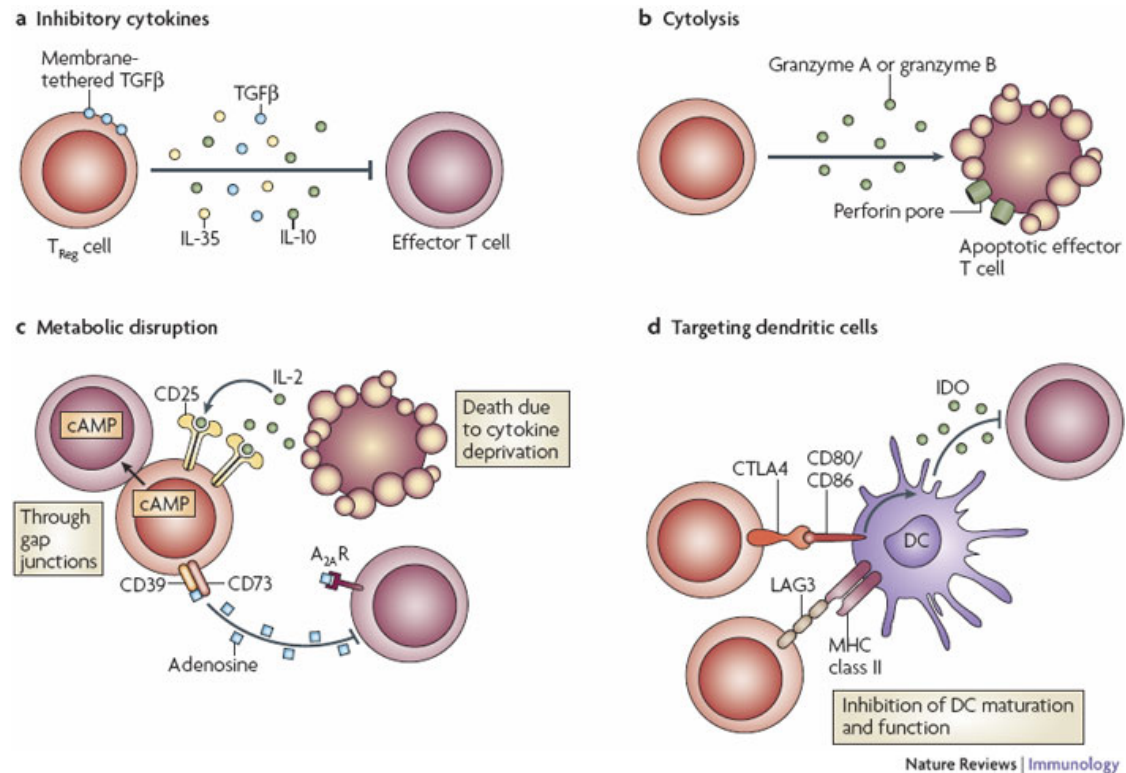 a Inhibitory cytokines
Membrane-
tethered TGFβ
TGFβ
IL-35
IL-10
T Reg cell
Effector T cell
b Cytolysis
Granzyme A or granzyme B
Perforin pore
Apoptotic effector
T cell
c Metabolic disruption
cAMP
CD25
IL-2
Death due
to cytokine
deprivation
cAMP
Through
gap
junctions
CD39
CD73
A2AR
Adenosine
d Targeting dendritic cells
IDO
CTLA4
CD80/
CD86
DC
LAG3
MHC
class II
Inhibition of DC maturation
and function
Nature Reviews | Immunology